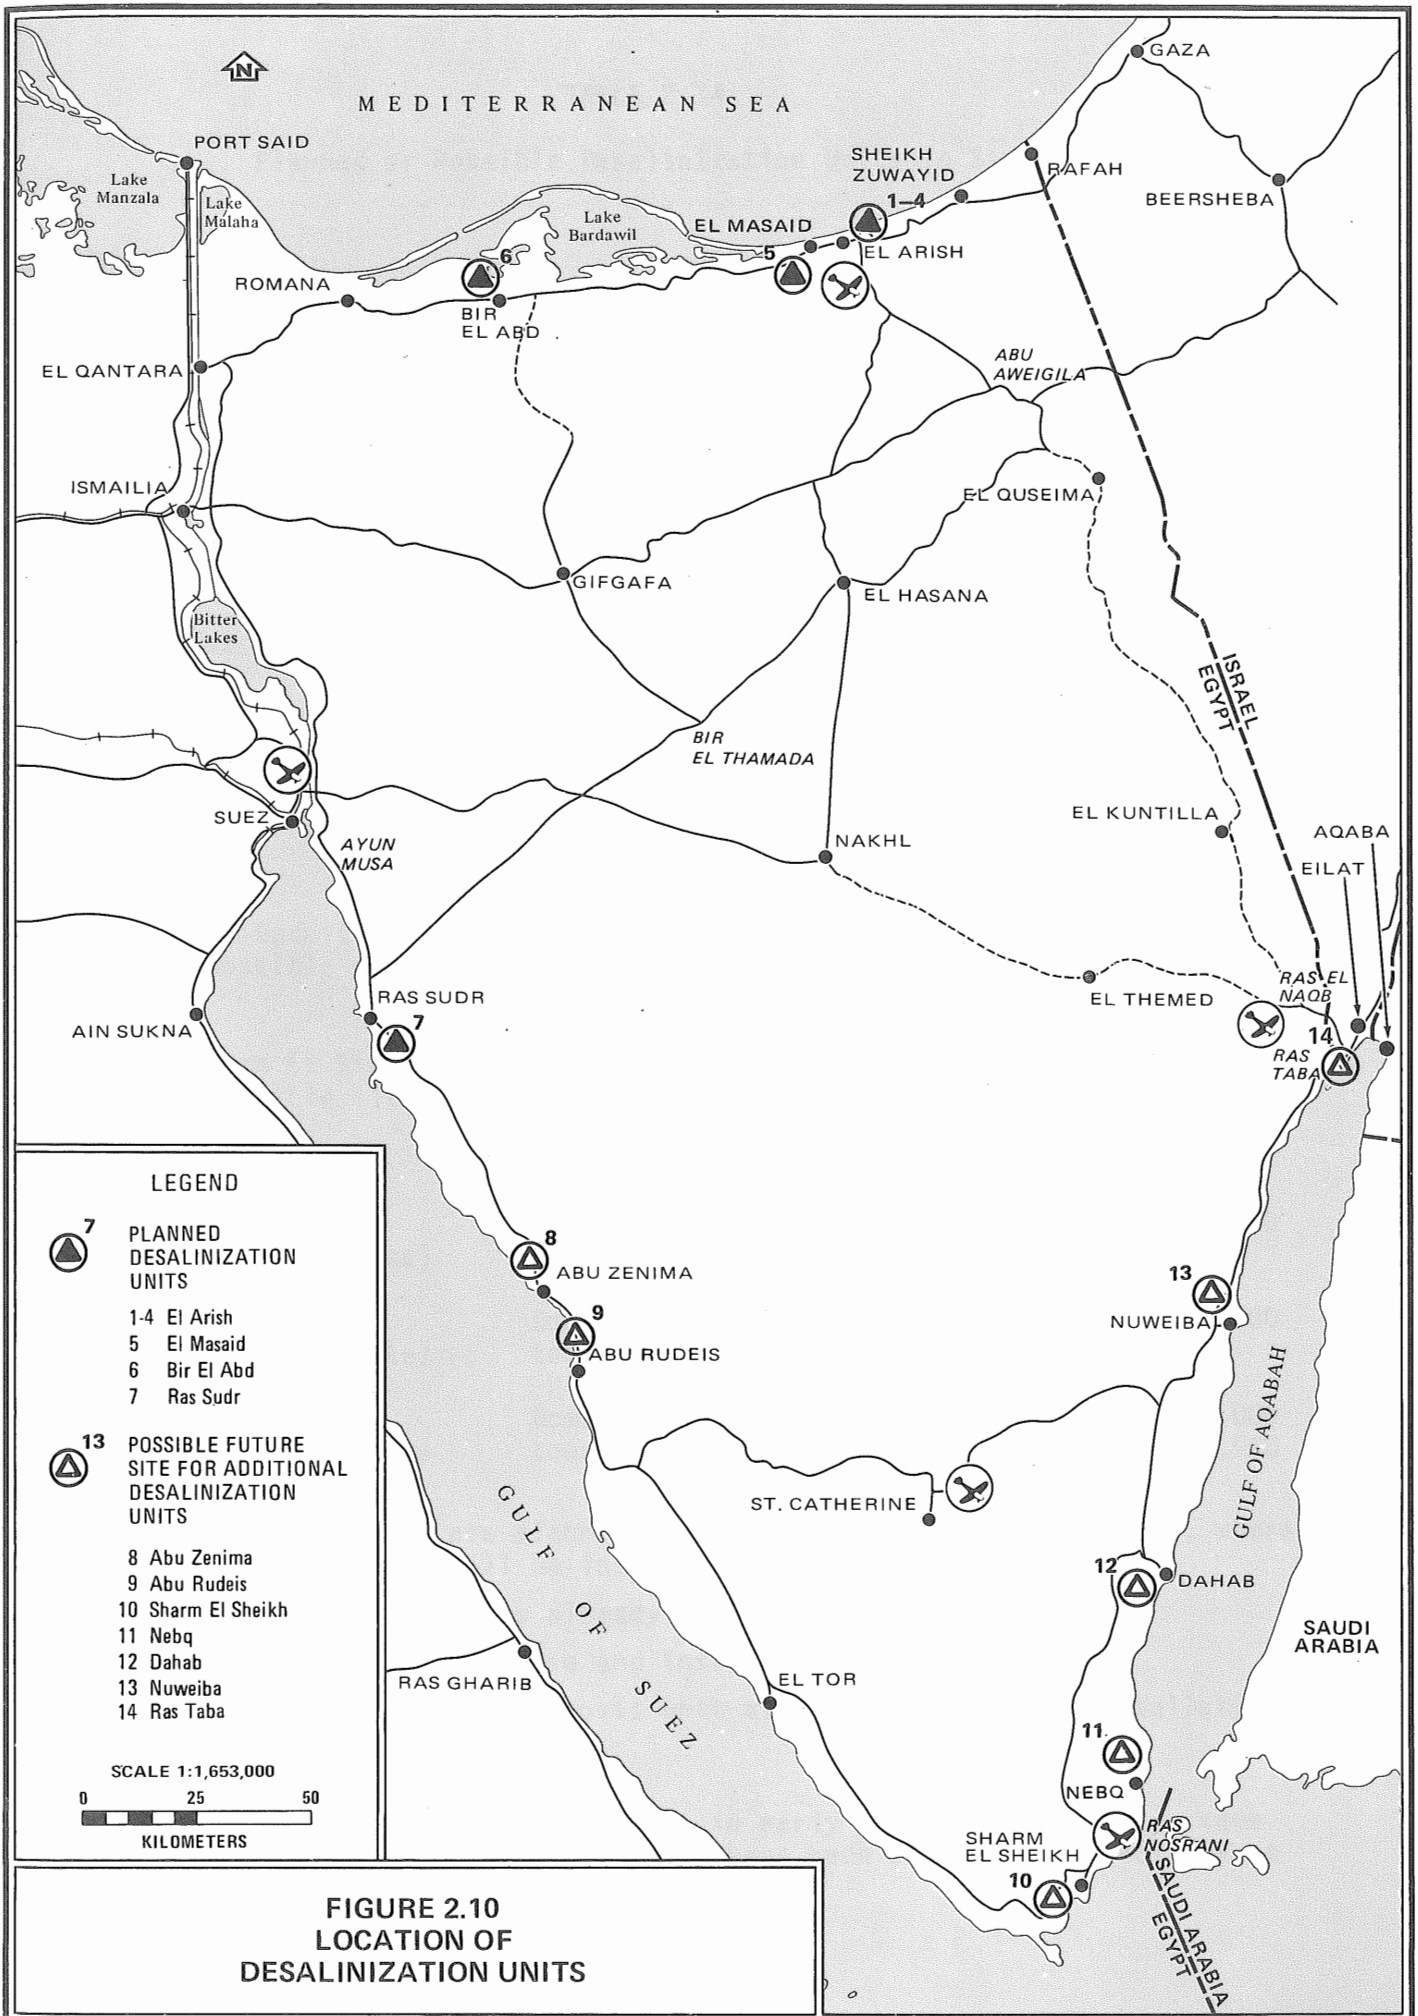 N
MEDITERRANEAN SEA
GAZA
PORT SAID
Lake
Manzala
Lake
Malaha
SHEIKH
ZUWAYID
RAFAH
BEERSHEBA
1–4
Lake
Bardawil
EL MASAID
EL ARISH
5
6
ROMANA
BIR
EL ABD
EL QANTARA
ABU
AWEIGILA
ISMAILIA
EL QUSEIMA
GIFGAFA
EL HASANA
Bitter
Lakes
ISRAEL
EGYPT
BIR
EL THAMADA
SUEZ
AYUN
MUSA
NAKHL
EL KUNTILLA
AQABA
EILAT
RAS SUDR
7
AIN SUKNA
EL THEMED
RAS EL
NAQB
14
RAS
TABA
8
ABU ZENIMA
9
ABU RUDEIS
13
NUWEIBA
GULF OF AQABAH
ST. CATHERINE
GULF OF SUEZ
12
DAHAB
SAUDI
ARABIA
RAS GHARIB
EL TOR
11
NEBQ
RAS
NOSRANI
SHARM
EL SHEIKH
10
SAUDI ARABIA
EGYPT
LEGEND
7
PLANNED
DESALINIZATION
UNITS
1-4 El Arish
5 El Masaid
6 Bir El Abd
7 Ras Sudr
13
POSSIBLE FUTURE
SITE FOR ADDITIONAL
DESALINIZATION
UNITS
8 Abu Zenima
9 Abu Rudeis
10 Sharm El Sheikh
11 Nebq
12 Dahab
13 Nuweiba
14 Ras Taba
SCALE 1:1,653,000
0 25 50
KILOMETERS
FIGURE 2.10
LOCATION OF
DESALINIZATION UNITS